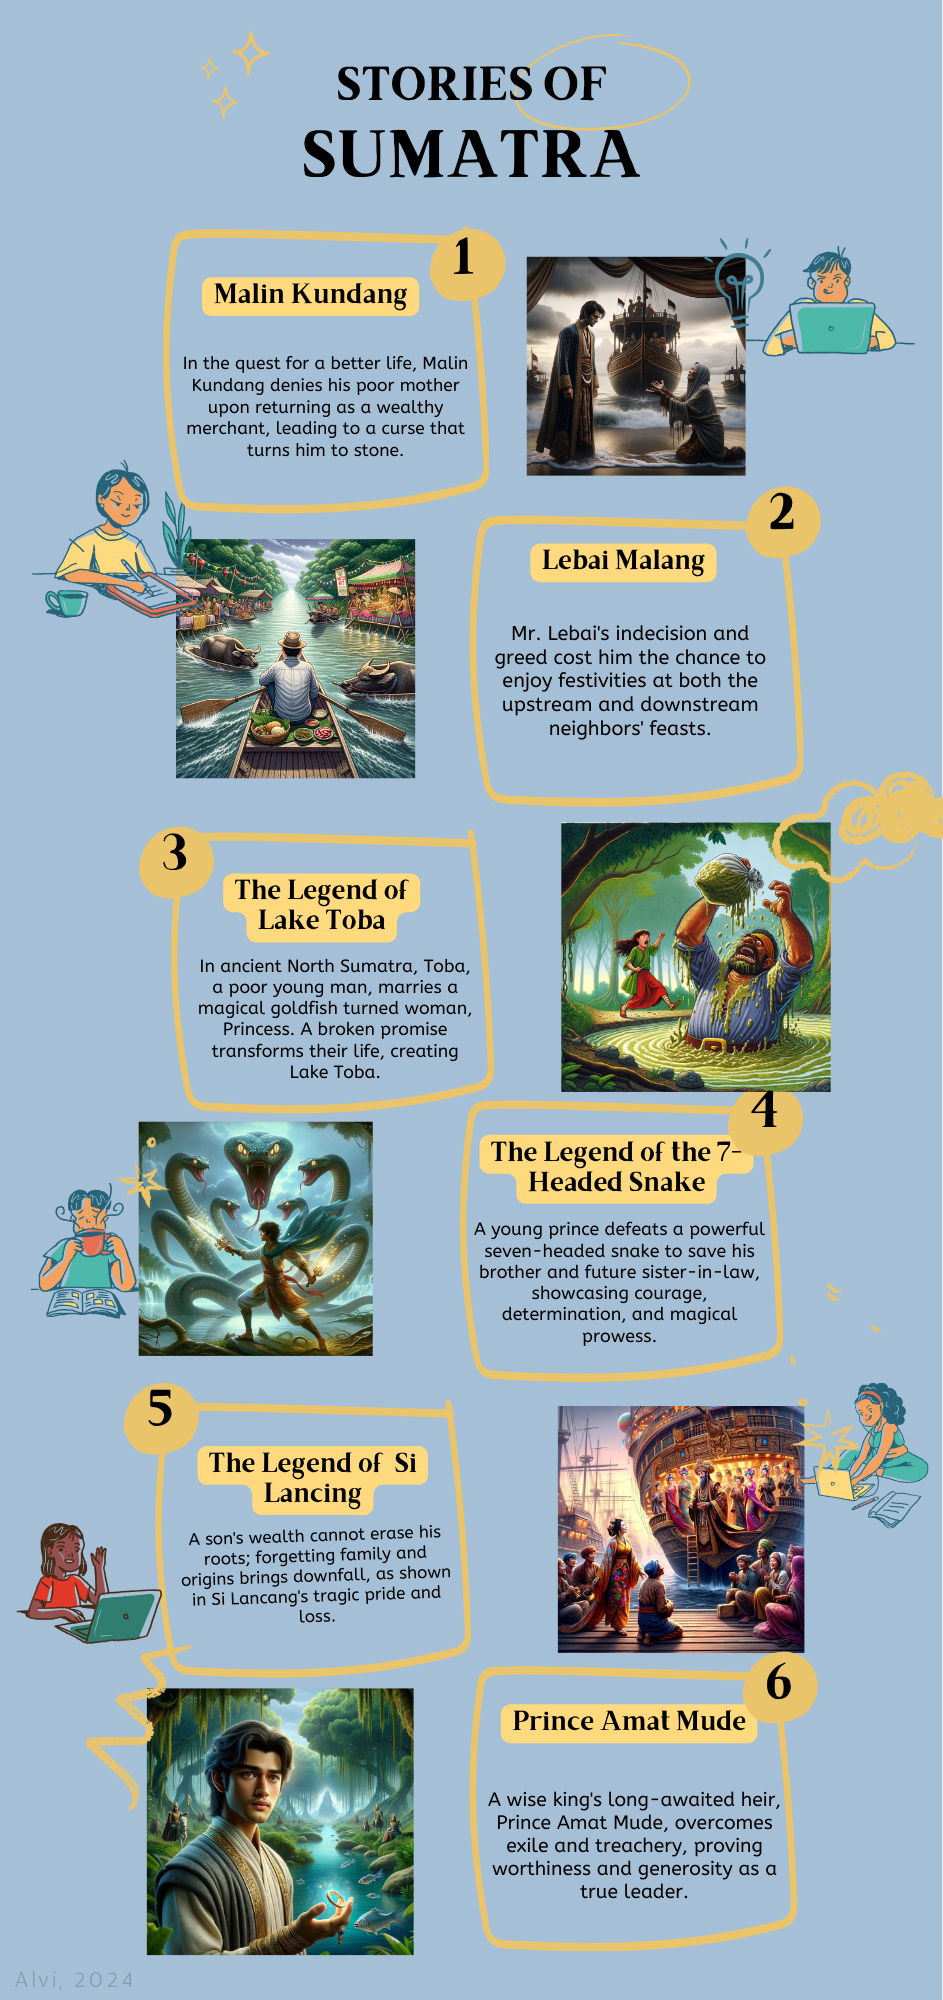 STORIES OF
SUMATRA
1
Malin Kundang
In the quest for a better life, Malin
Kundang denies his poor mother
upon returning as a wealthy
merchant, leading to a curse that
turns him to stone.
2
Lebai Malang
Mr. Lebai's indecision and
greed cost him the chance to
enjoy festivities at both the
upstream and downstream
neighbors' feasts.
3
The Legend of
Lake Toba
In ancient North Sumatra, Toba,
a poor young man, marries a
magical goldfish turned woman,
Princess. A broken promise
transforms their life, creating
Lake Toba.
4
The Legend of the 7-
Headed Snake
A young prince defeats a powerful
seven-headed snake to save his
brother and future sister-in-law,
showcasing courage,
determination, and magical
prowess.
5
The Legend of Si
Lancing
A son's wealth cannot erase his
roots; forgetting family and
origins brings downfall, as shown
in Si Lancang's tragic pride and
loss.
6
Prince Amat Mude
A wise king's long-awaited heir,
Prince Amat Mude, overcomes
exile and treachery, proving
worthiness and generosity as a
true leader.
Alvi, 2024